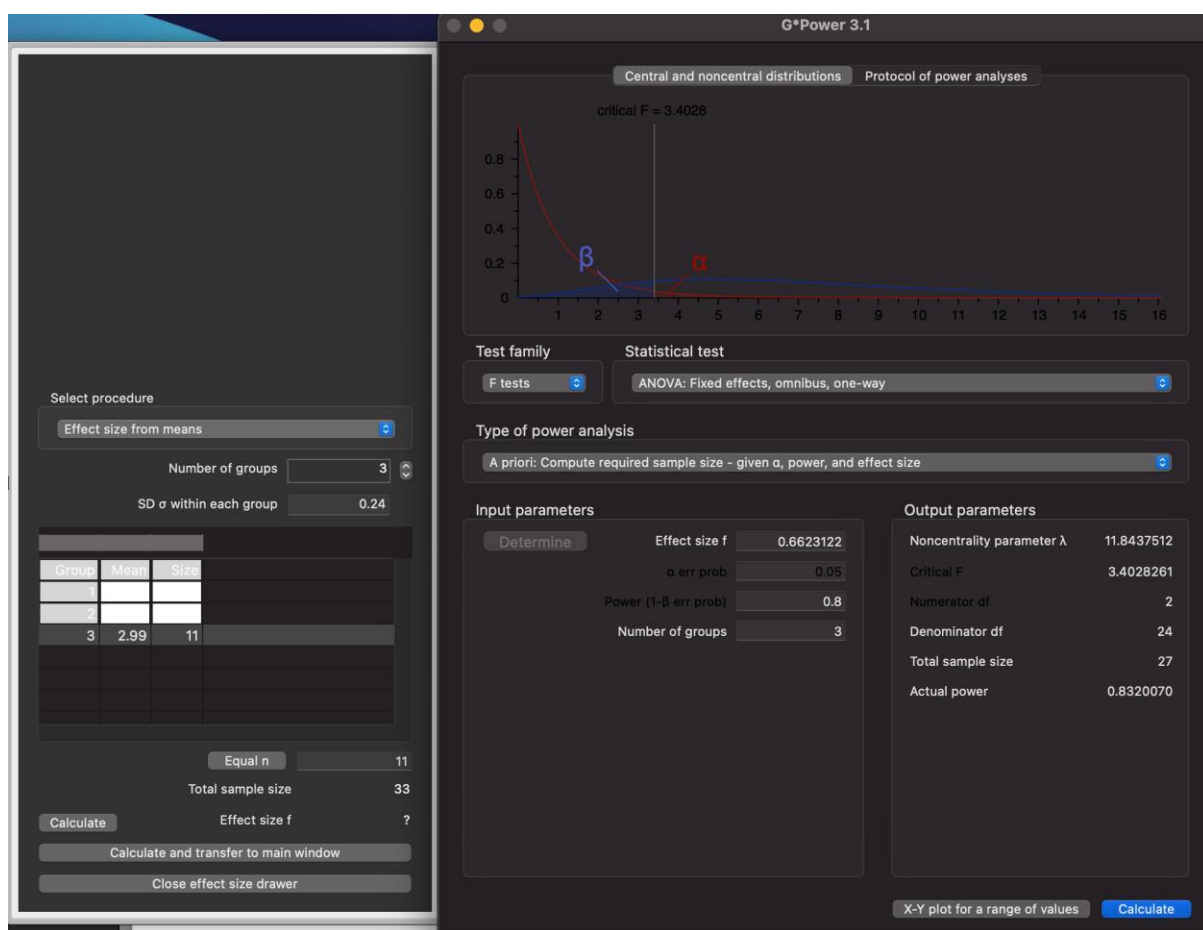 G*Power 3.1
Central and noncentral distributions
Protocol of power analyses
critical F = 3.4028
0.8
0.6
0.4
0.2
0
β
α
1 2 3 4 5 6 7 8 9 10 11 12 13 14 15 16
Test family
Statistical test
F tests
ANOVA: Fixed effects, omnibus, one-way
Type of power analysis
A priori: Compute required sample size - given α, power, and effect size
Select procedure
Effect size from means
Number of groups 3
SD σ within each group 0.24
Group Mean Size
1
2
3 2.99 11
Equal n 11
Total sample size 33
Calculate Effect size f ?
Calculate and transfer to main window
Close effect size drawer
Input parameters
Determine Effect size f 0.6623122
α err prob 0.05
Power (1-β err prob) 0.8
Number of groups 3
Output parameters
Noncentrality parameter λ 11.8437512
Critical F 3.4028261
Numerator df 2
Denominator df 24
Total sample size 27
Actual power 0.8320070
X-Y plot for a range of values
Calculate